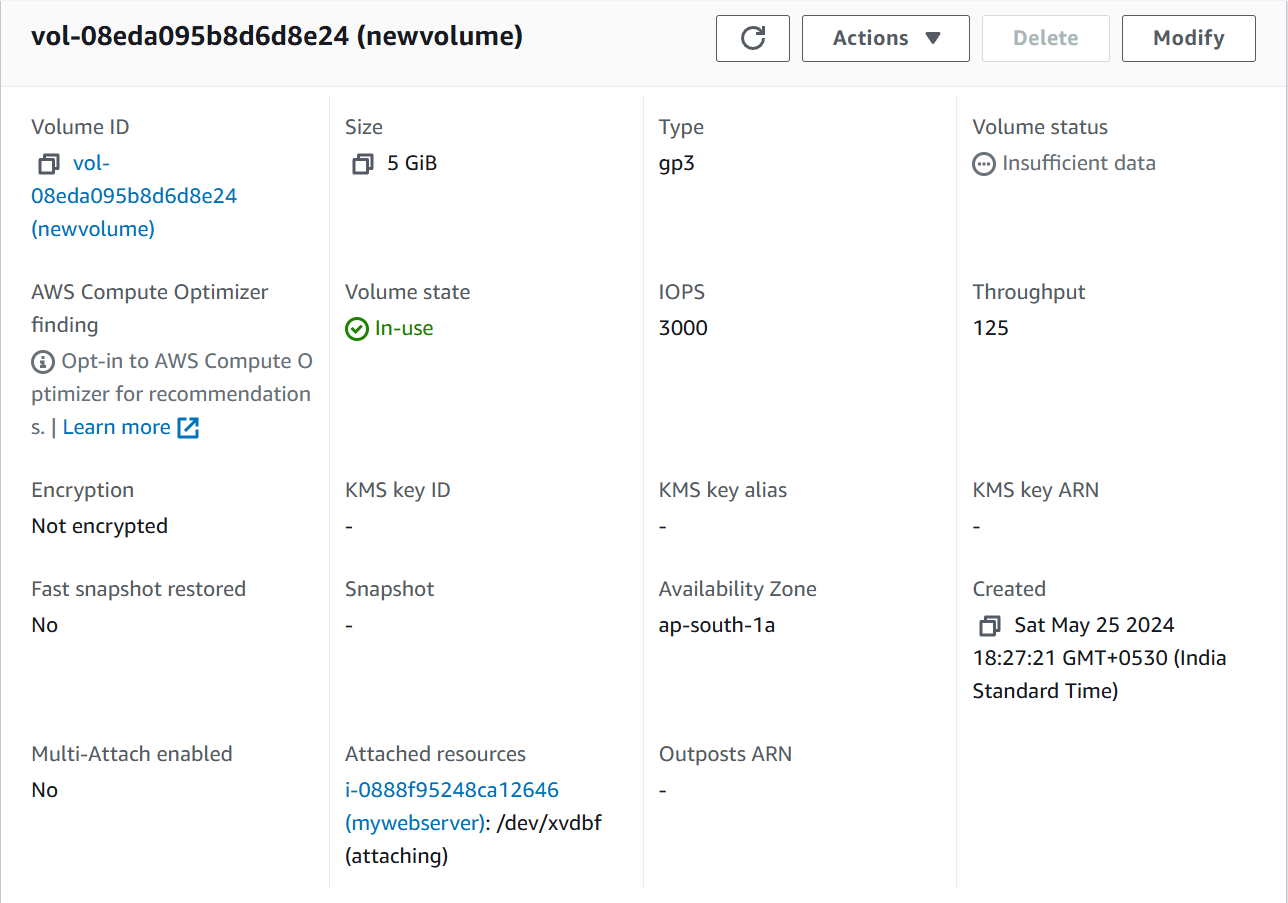 vol-08eda095b8d6d8e24 (newvolume)
Actions
Delete
Modify
Volume ID
vol-
08eda095b8d6d8e24
(newvolume)
Size
5 GiB
Type
gp3
Volume status
Insufficient data
AWS Compute Optimizer
finding
Opt-in to AWS Compute O
ptimizer for recommendation
s. | Learn more
Volume state
In-use
IOPS
3000
Throughput
125
Encryption
Not encrypted
KMS key ID
-
KMS key alias
-
KMS key ARN
-
Fast snapshot restored
No
Snapshot
-
Availability Zone
ap-south-1a
Created
Sat May 25 2024
18:27:21 GMT+0530 (India
Standard Time)
Multi-Attach enabled
No
Attached resources
i-0888f95248ca12646
(mywebserver): /dev/xvdbf
(attaching)
Outposts ARN
-